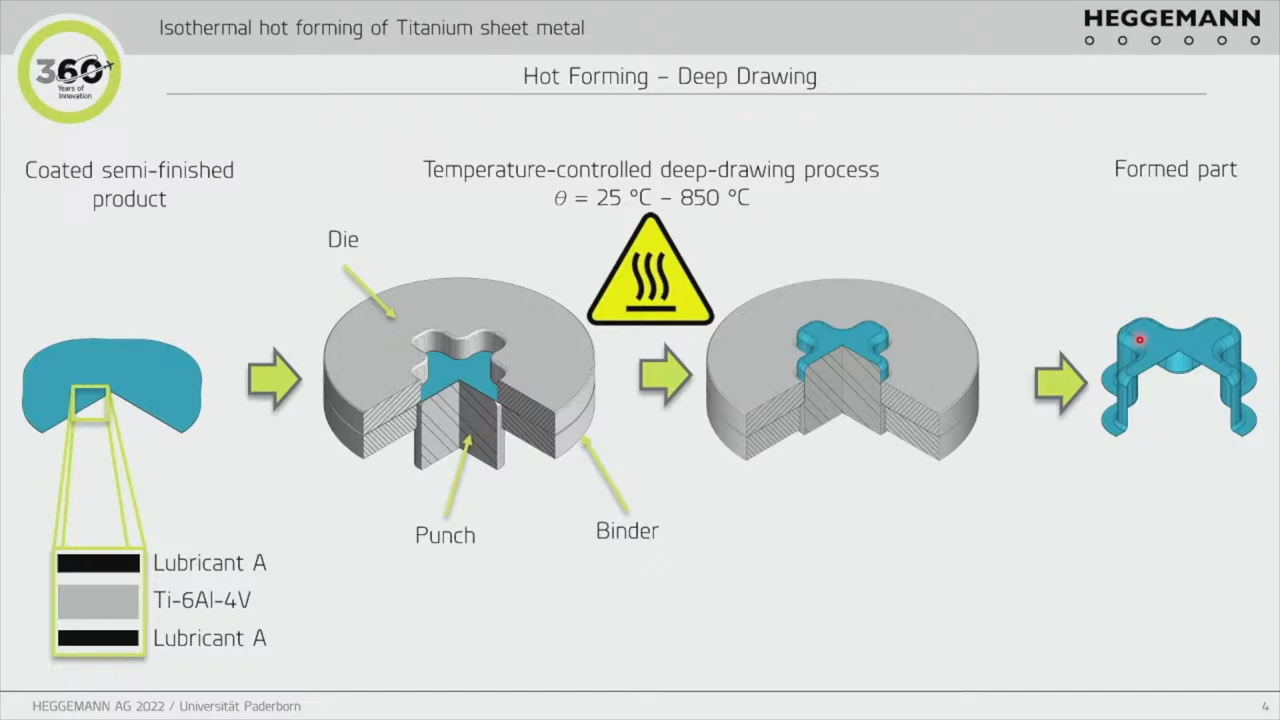 Isothermal hot forming of Titanium sheet metal
HEGGEMANN
360
Years of
Innovation
Hot Forming – Deep Drawing
Coated semi-finished
product
Temperature-controlled deep-drawing process
θ = 25 °C – 850 °C
Formed part
Die
Punch
Binder
Lubricant A
Ti-6Al-4V
Lubricant A
HEGGEMANN AG 2022 / Universität Paderborn
4